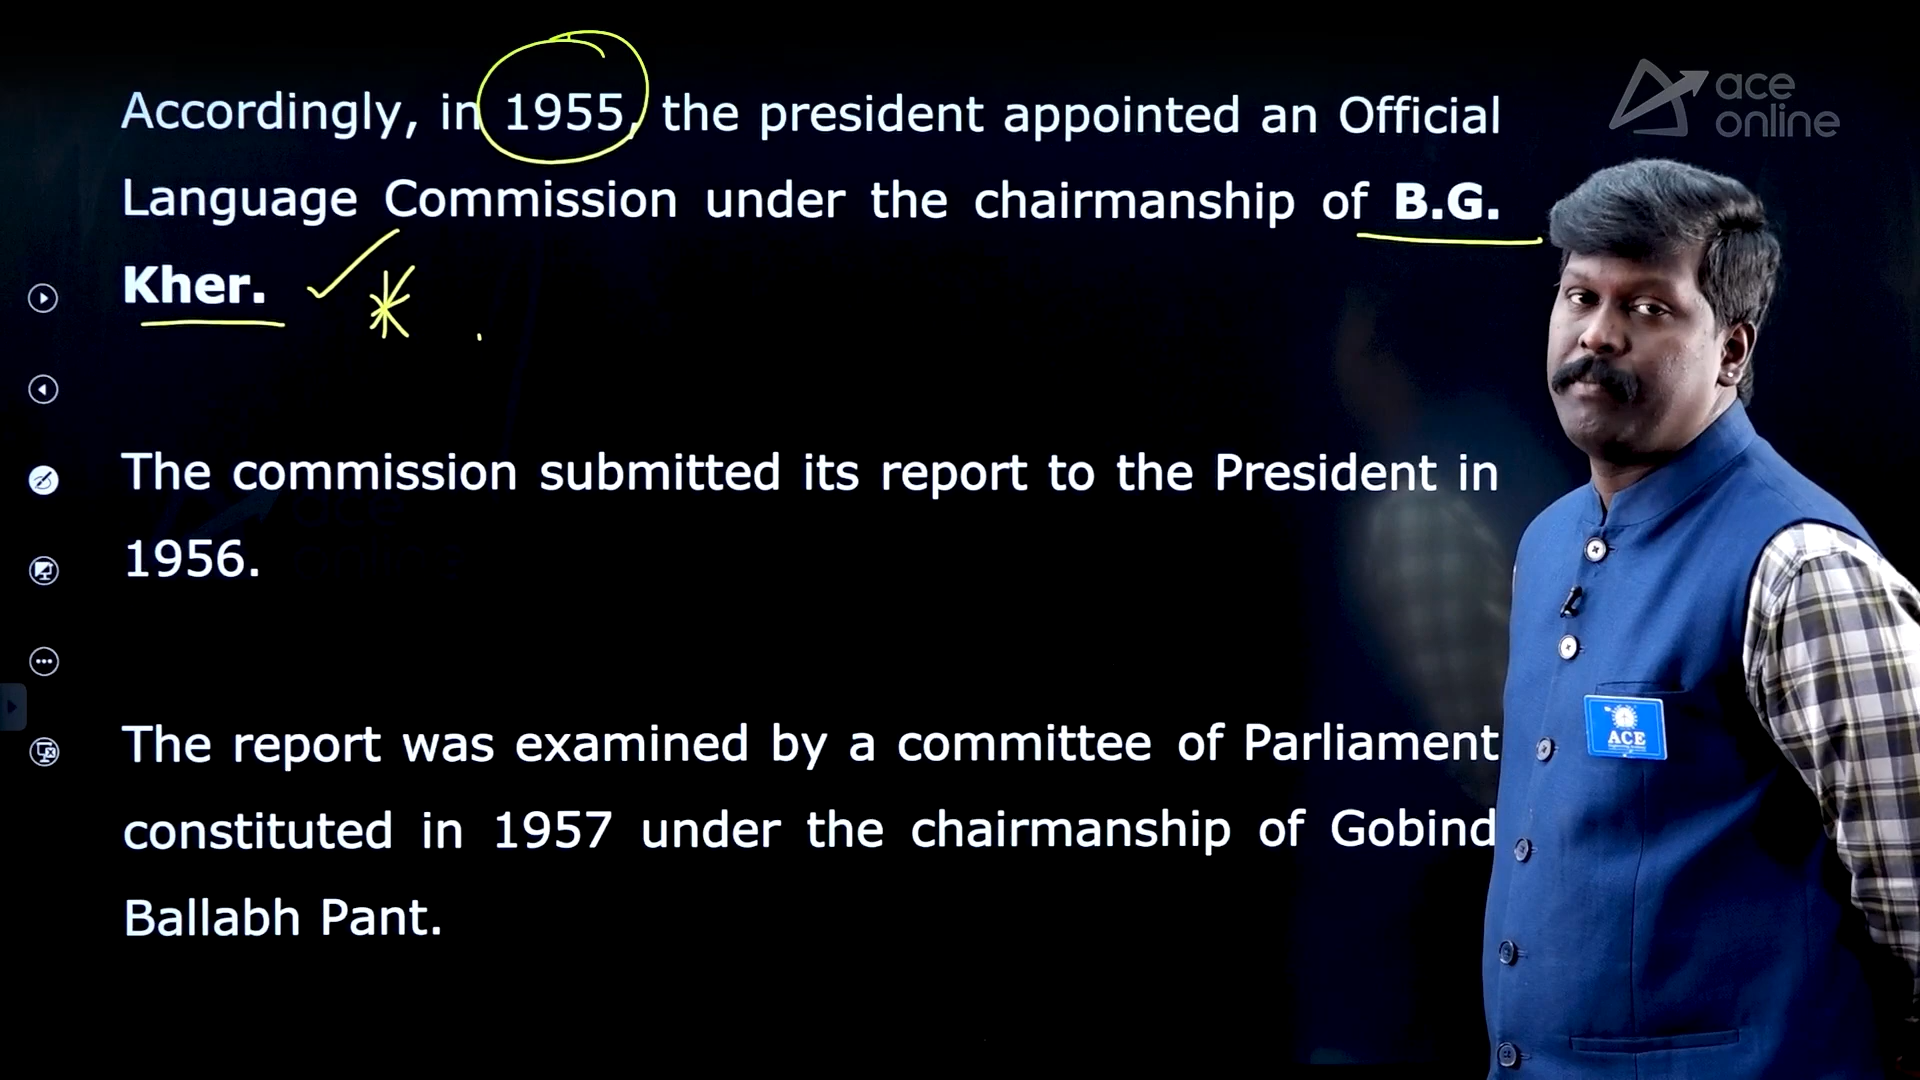 Accordingly, in 1955, the president appointed an Official
Language Commission under the chairmanship of B.G.
Kher.
The commission submitted its report to the President in
1956.
The report was examined by a committee of Parliament
constituted in 1957 under the chairmanship of Gobind
Ballabh Pant.
ace
online
ACE